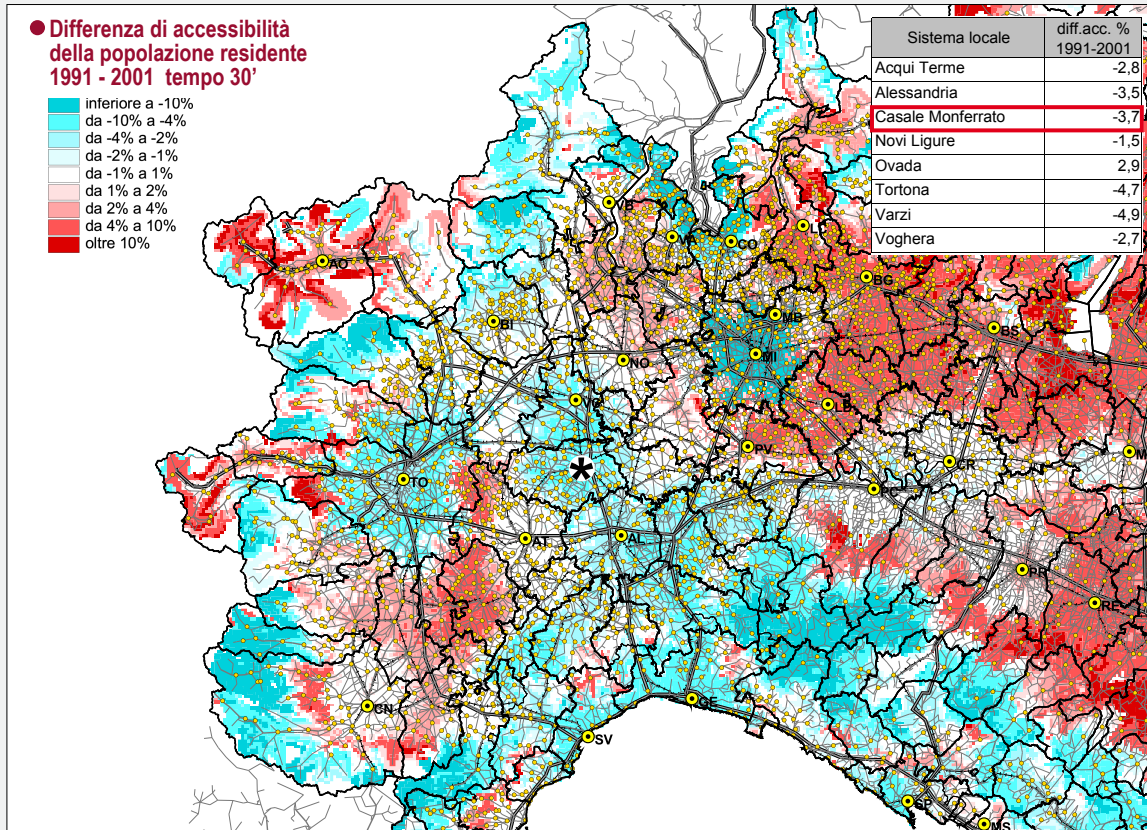 Differenza di accessibilità
della popolazione residente
1991 - 2001 tempo 30’
inferiore a -10%
da -10% a -4%
da -4% a -2%
da -2% a -1%
da -1% a 1%
da 1% a 2%
da 2% a 4%
da 4% a 10%
oltre 10%
Sistema locale diff.acc. %
1991-2001
Acqui Terme -2,8
Alessandria -3,5
Casale Monferrato -3,7
Novi Ligure -1,5
Ovada 2,9
Tortona -4,7
Varzi -4,9
Voghera -2,7
VB
VA
CO
AO
BG
BI
MB
BS
MI
NO
LO
PV
CR
TO
PC
AT
AL
PR
RE
CN
GE
SV
SP
MS
*